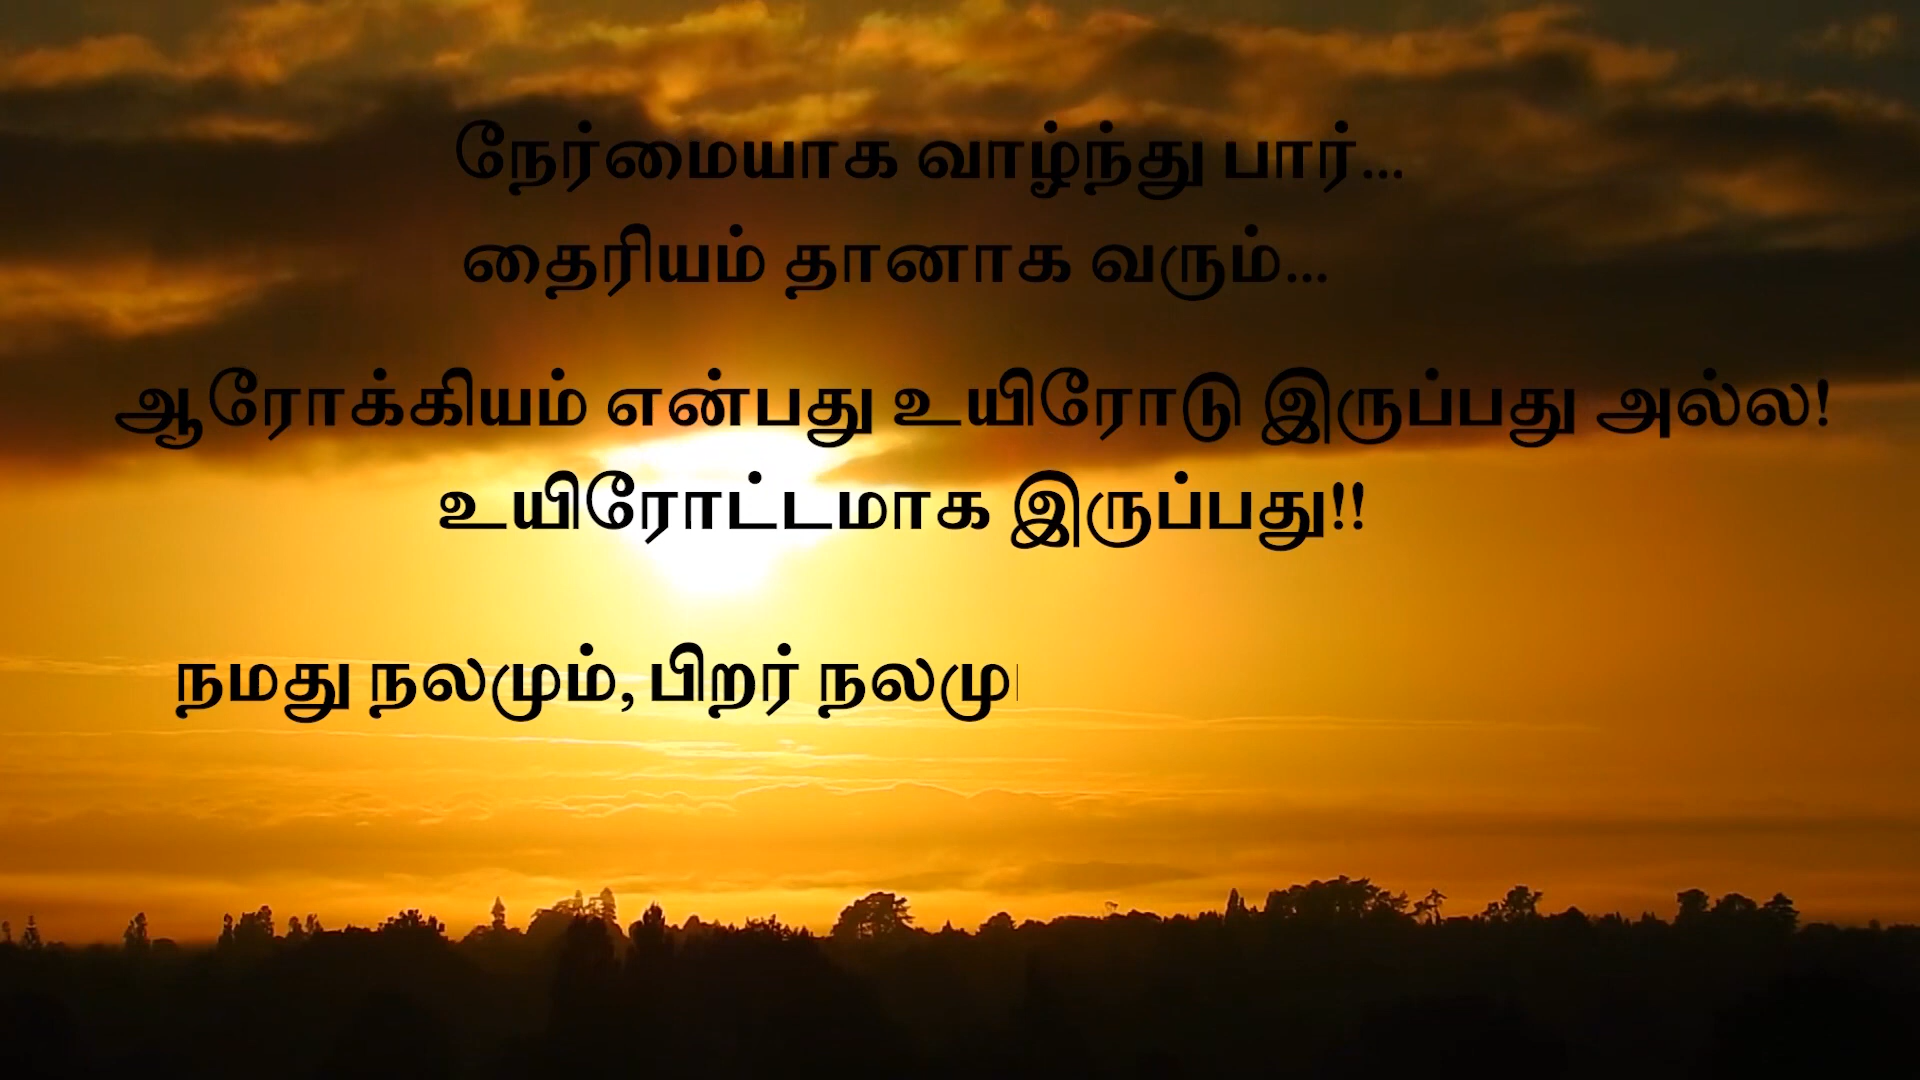 நேர்மையாக வாழ்ந்து பார்...
தைரியம் தானாக வரும்...
ஆரோக்கியம் என்பது உயிரோடு இருப்பது அல்ல!
உயிரோட்டமாக இருப்பது!!
நமது நலமும், பிறர் நலமு